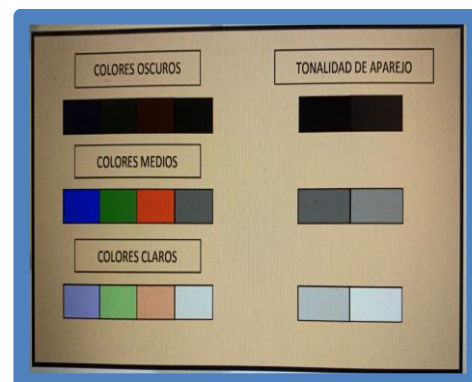 COLORES OSCUROS
TONALIDAD DE APAREJO
COLORES MEDIOS
COLORES CLAROS